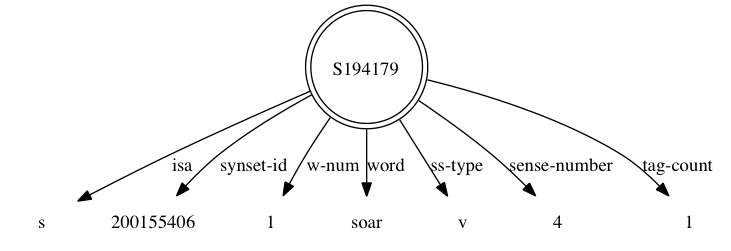 S194179
isa synset-id w-num word ss-type sense-number tag-count
s 200155406 1 soar v 4 1